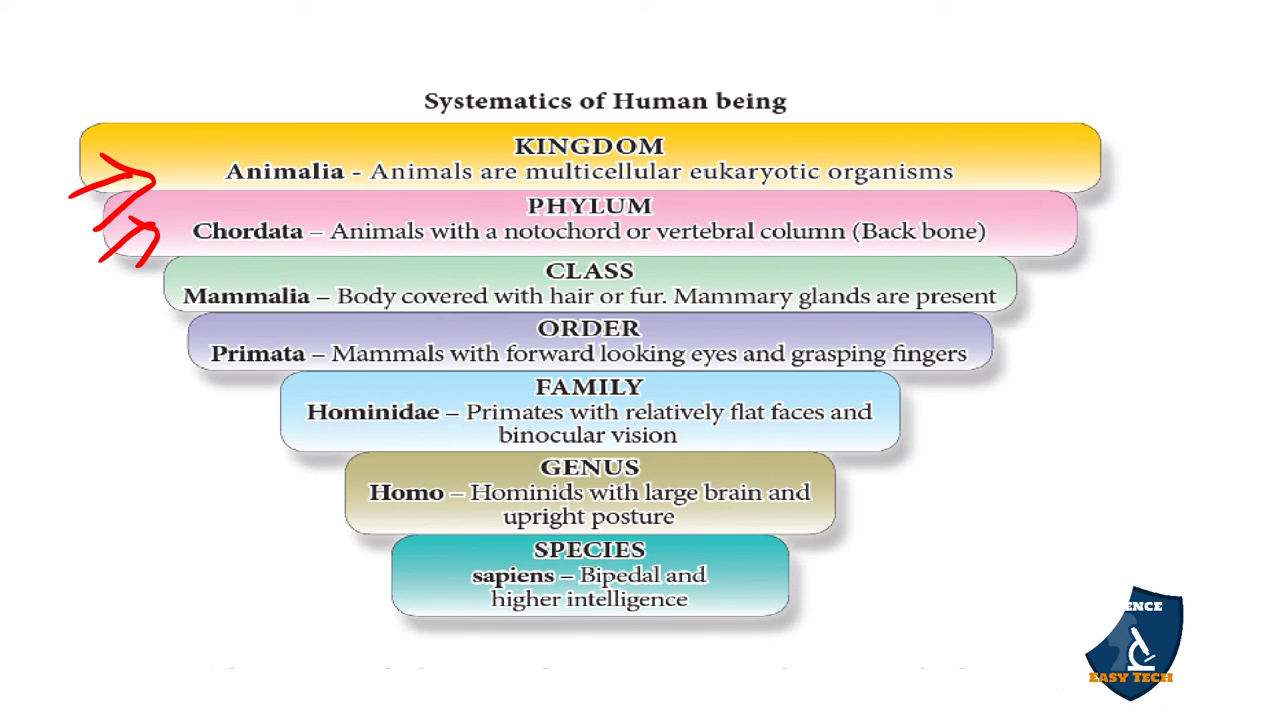 Systematics of Human being
KINGDOM
Animalia - Animals are multicellular eukaryotic organisms
PHYLUM
Chordata – Animals with a notochord or vertebral column (Back bone)
CLASS
Mammalia – Body covered with hair or fur. Mammary glands are present
ORDER
Primata – Mammals with forward looking eyes and grasping fingers
FAMILY
Hominidae – Primates with relatively flat faces and
binocular vision
GENUS
Homo – Hominids with large brain and
upright posture
SPECIES
sapiens – Bipedal and
higher intelligence
ENCE
EASY TECH